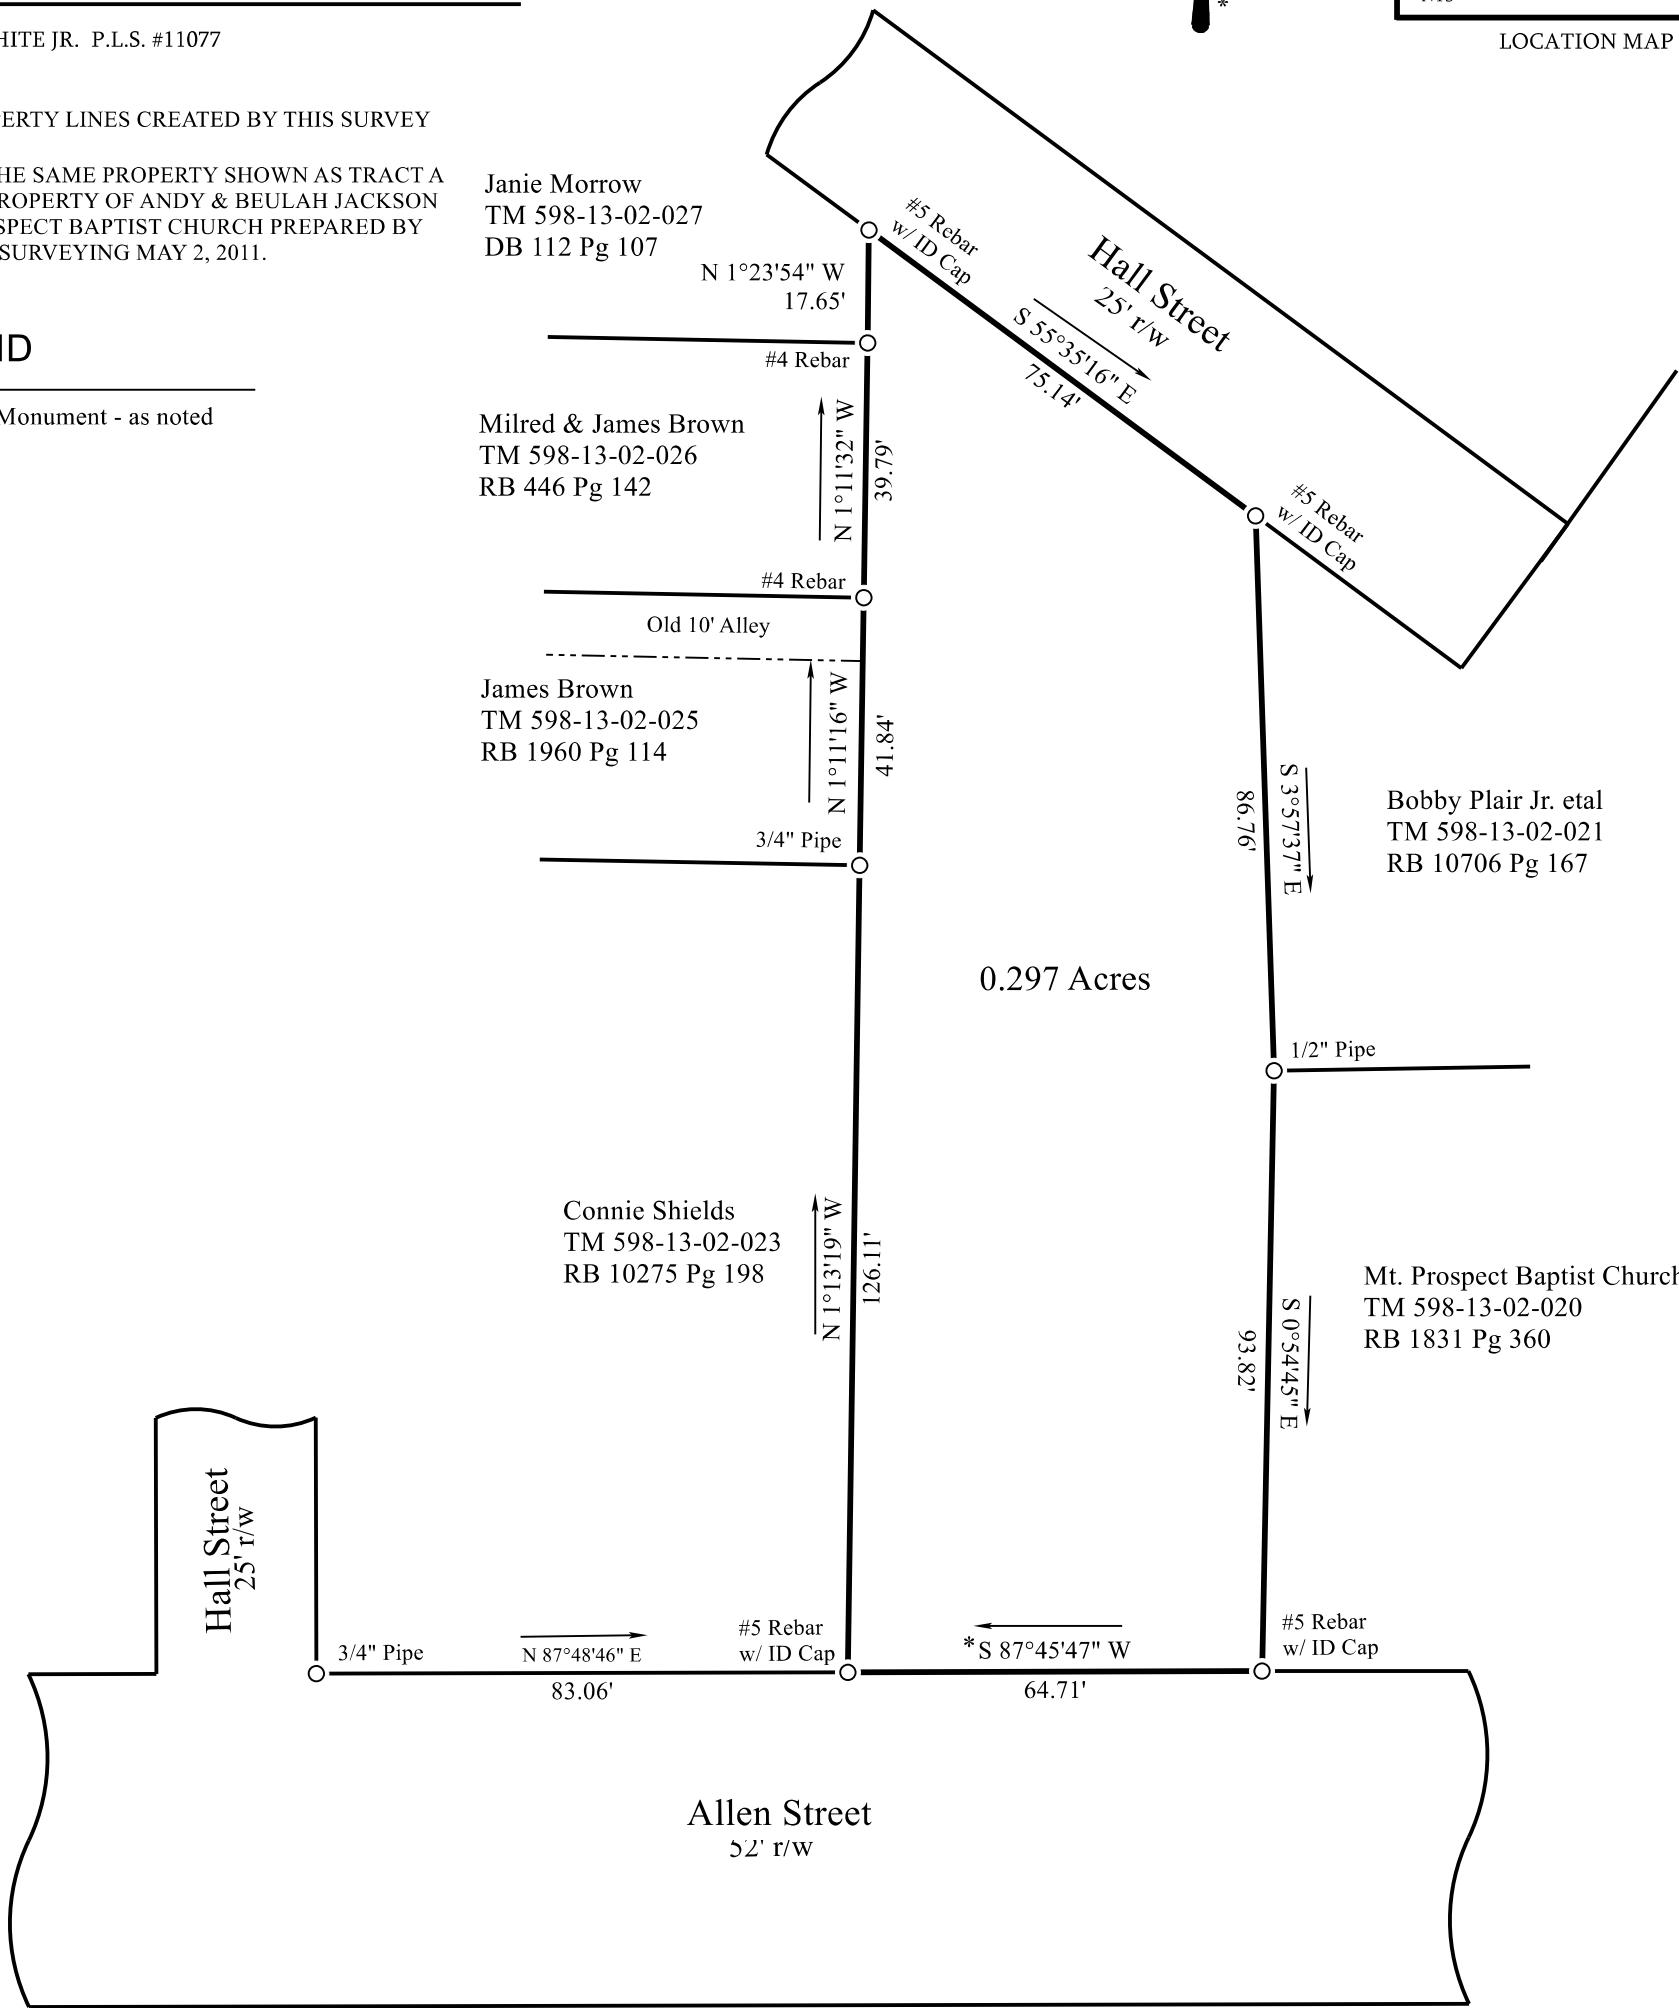 HITE JR. P.L.S. #11077
LOCATION MAP
ERTY LINES CREATED BY THIS SURVEY
HE SAME PROPERTY SHOWN AS TRACT A
ROPERTY OF ANDY & BEULAH JACKSON
SPECT BAPTIST CHURCH PREPARED BY
SURVEYING MAY 2, 2011.
ID
Monument - as noted
*
Janie Morrow
TM 598-13-02-027
DB 112 Pg 107
N 1°23'54" W
17.65'
#5 Rebar
w/ ID Cap
Hall Street
25' r/w
S 55°35'16" E
75.14'
#4 Rebar
Milred & James Brown
TM 598-13-02-026
RB 446 Pg 142
N 1°11'32" W
39.79'
#5 Rebar
w/ ID Cap
#4 Rebar
Old 10' Alley
James Brown
TM 598-13-02-025
RB 1960 Pg 114
N 1°11'16" W
41.84'
3/4" Pipe
86.76'
S 3°57'37" E
Bobby Plair Jr. etal
TM 598-13-02-021
RB 10706 Pg 167
0.297 Acres
1/2" Pipe
Connie Shields
TM 598-13-02-023
RB 10275 Pg 198
N 1°13'19" W
126.11'
93.82'
S 0°54'45" E
Mt. Prospect Baptist Church
TM 598-13-02-020
RB 1831 Pg 360
Hall Street
25' r/w
3/4" Pipe
N 87°48'46" E
83.06'
#5 Rebar
w/ ID Cap
*S 87°45'47" W
64.71'
#5 Rebar
w/ ID Cap
Allen Street
52' r/w